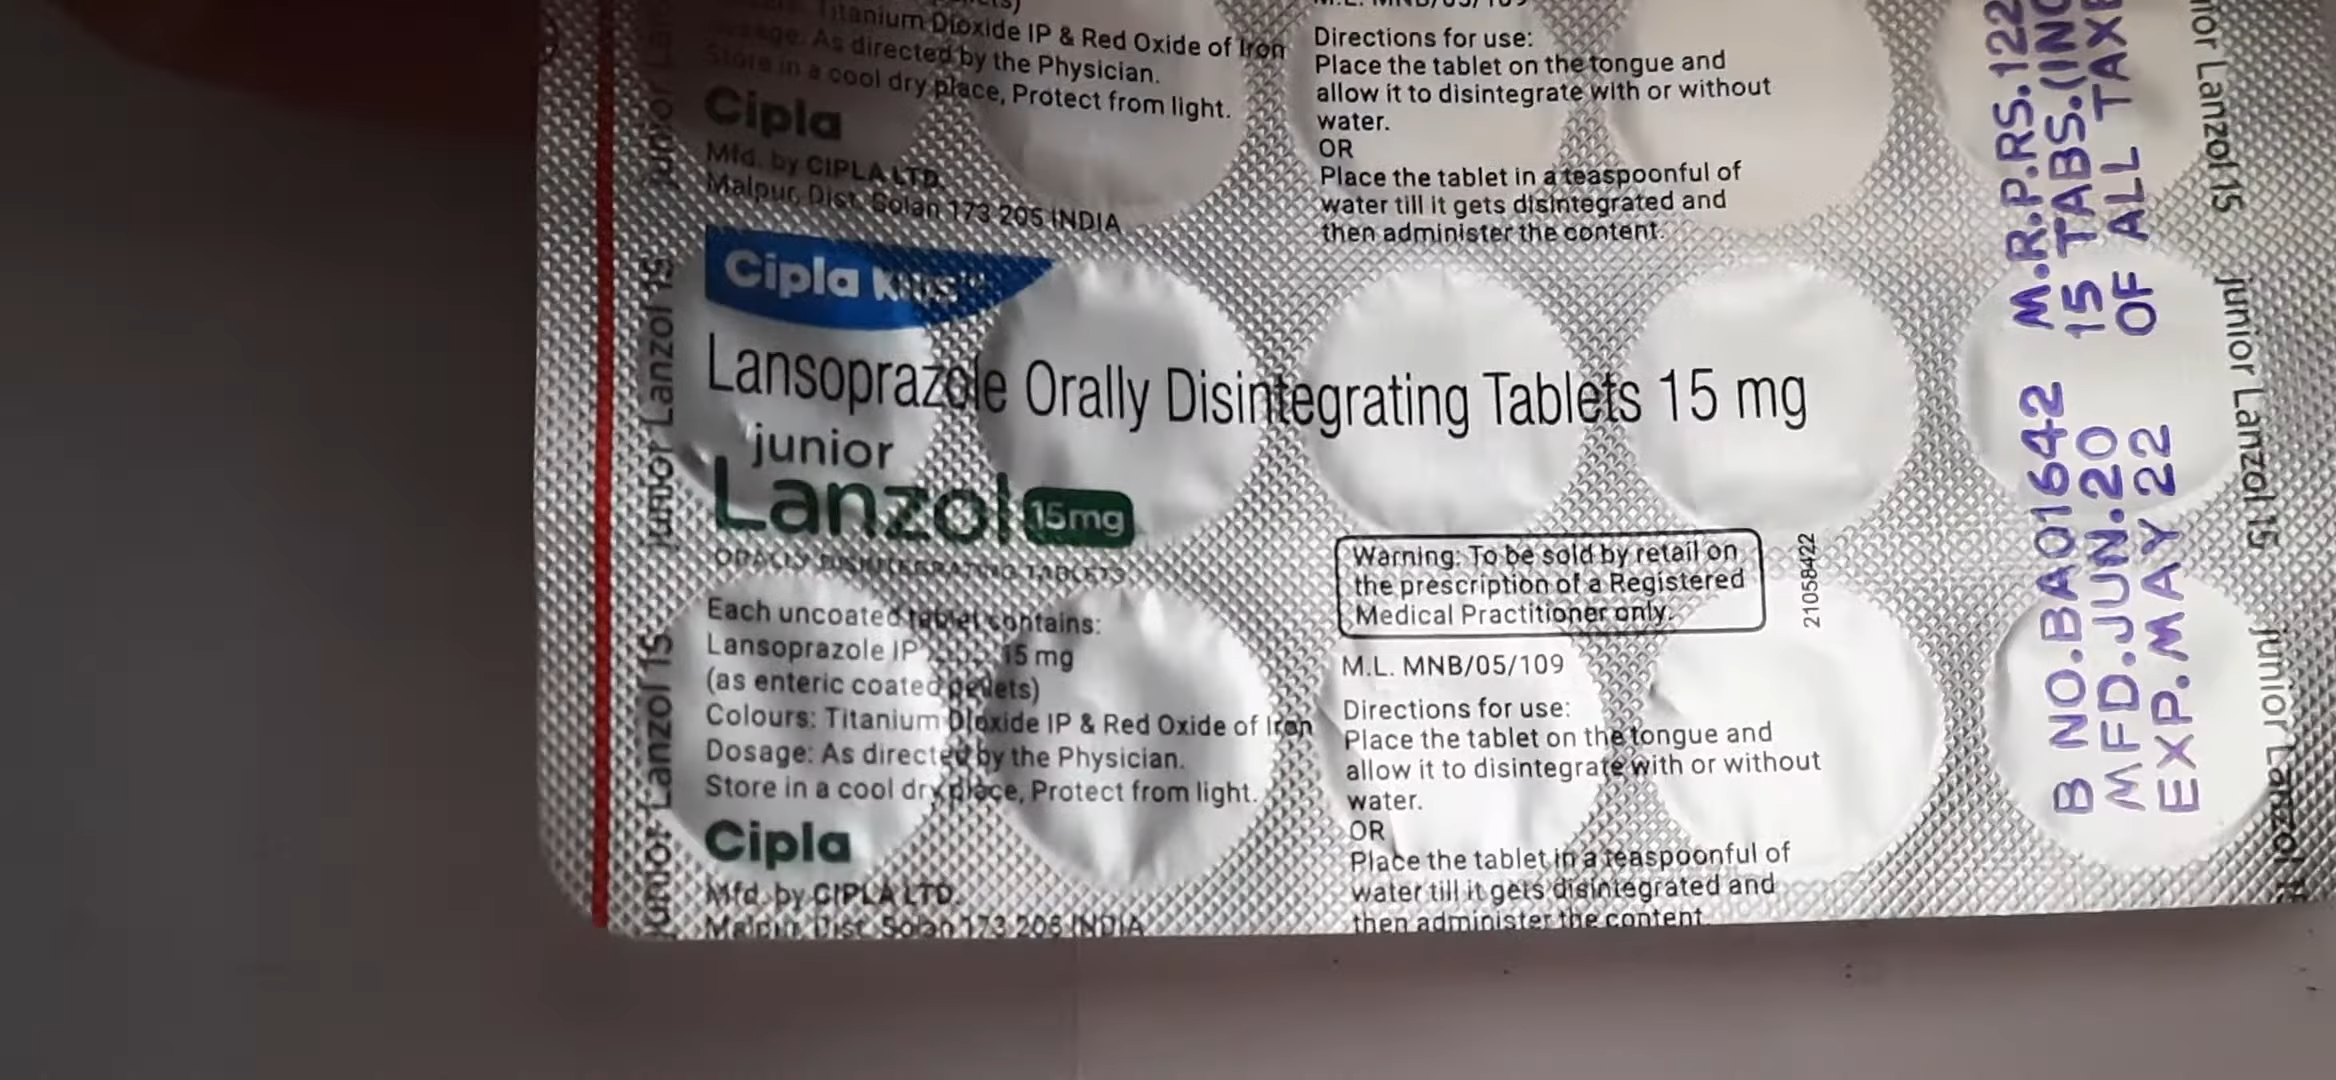 Titanium Dioxide IP & Red Oxide of Iron
As directed by the Physician.
Store in a cool dry place, Protect from light.
Cipla
Mfd. by CIPLA LTD.
Malpur, Dist. Solan 173 205 INDIA
Directions for use:
Place the tablet on the tongue and
allow it to disintegrate with or without
water.
OR
Place the tablet in a teaspoonful of
water till it gets disintegrated and
then administer the content.
Cipla Kids™
Lansoprazole Orally Disintegrating Tablets 15 mg
junior
Lanzol 15mg
ORALLY DISINTEGRATING TABLETS
Each uncoated tablet contains:
Lansoprazole IP ..... 15 mg
(as enteric coated pellets)
Colours: Titanium Dioxide IP & Red Oxide of Iron
Dosage: As directed by the Physician.
Store in a cool dry place, Protect from light.
Cipla
Mfd. by CIPLA LTD.
Malpur, Dist. Solan 173 205 INDIA
Warning: To be sold by retail on
the prescription of a Registered
Medical Practitioner only.
21058422
M.L. MNB/05/109
Directions for use:
Place the tablet on the tongue and
allow it to disintegrate with or without
water.
OR
Place the tablet in a teaspoonful of
water till it gets disintegrated and
then administer the content.
junior Lanzol 15
junior Lanzol 15
junior Lanzol 15
B NO.BA01642 M.R.P.RS.122
MFD.JUN.20 15 TABS.(INC
EXP.MAY 22 OF ALL TAXE
junior Lanzol 15
junior Lanzol 15
junior Lanzol